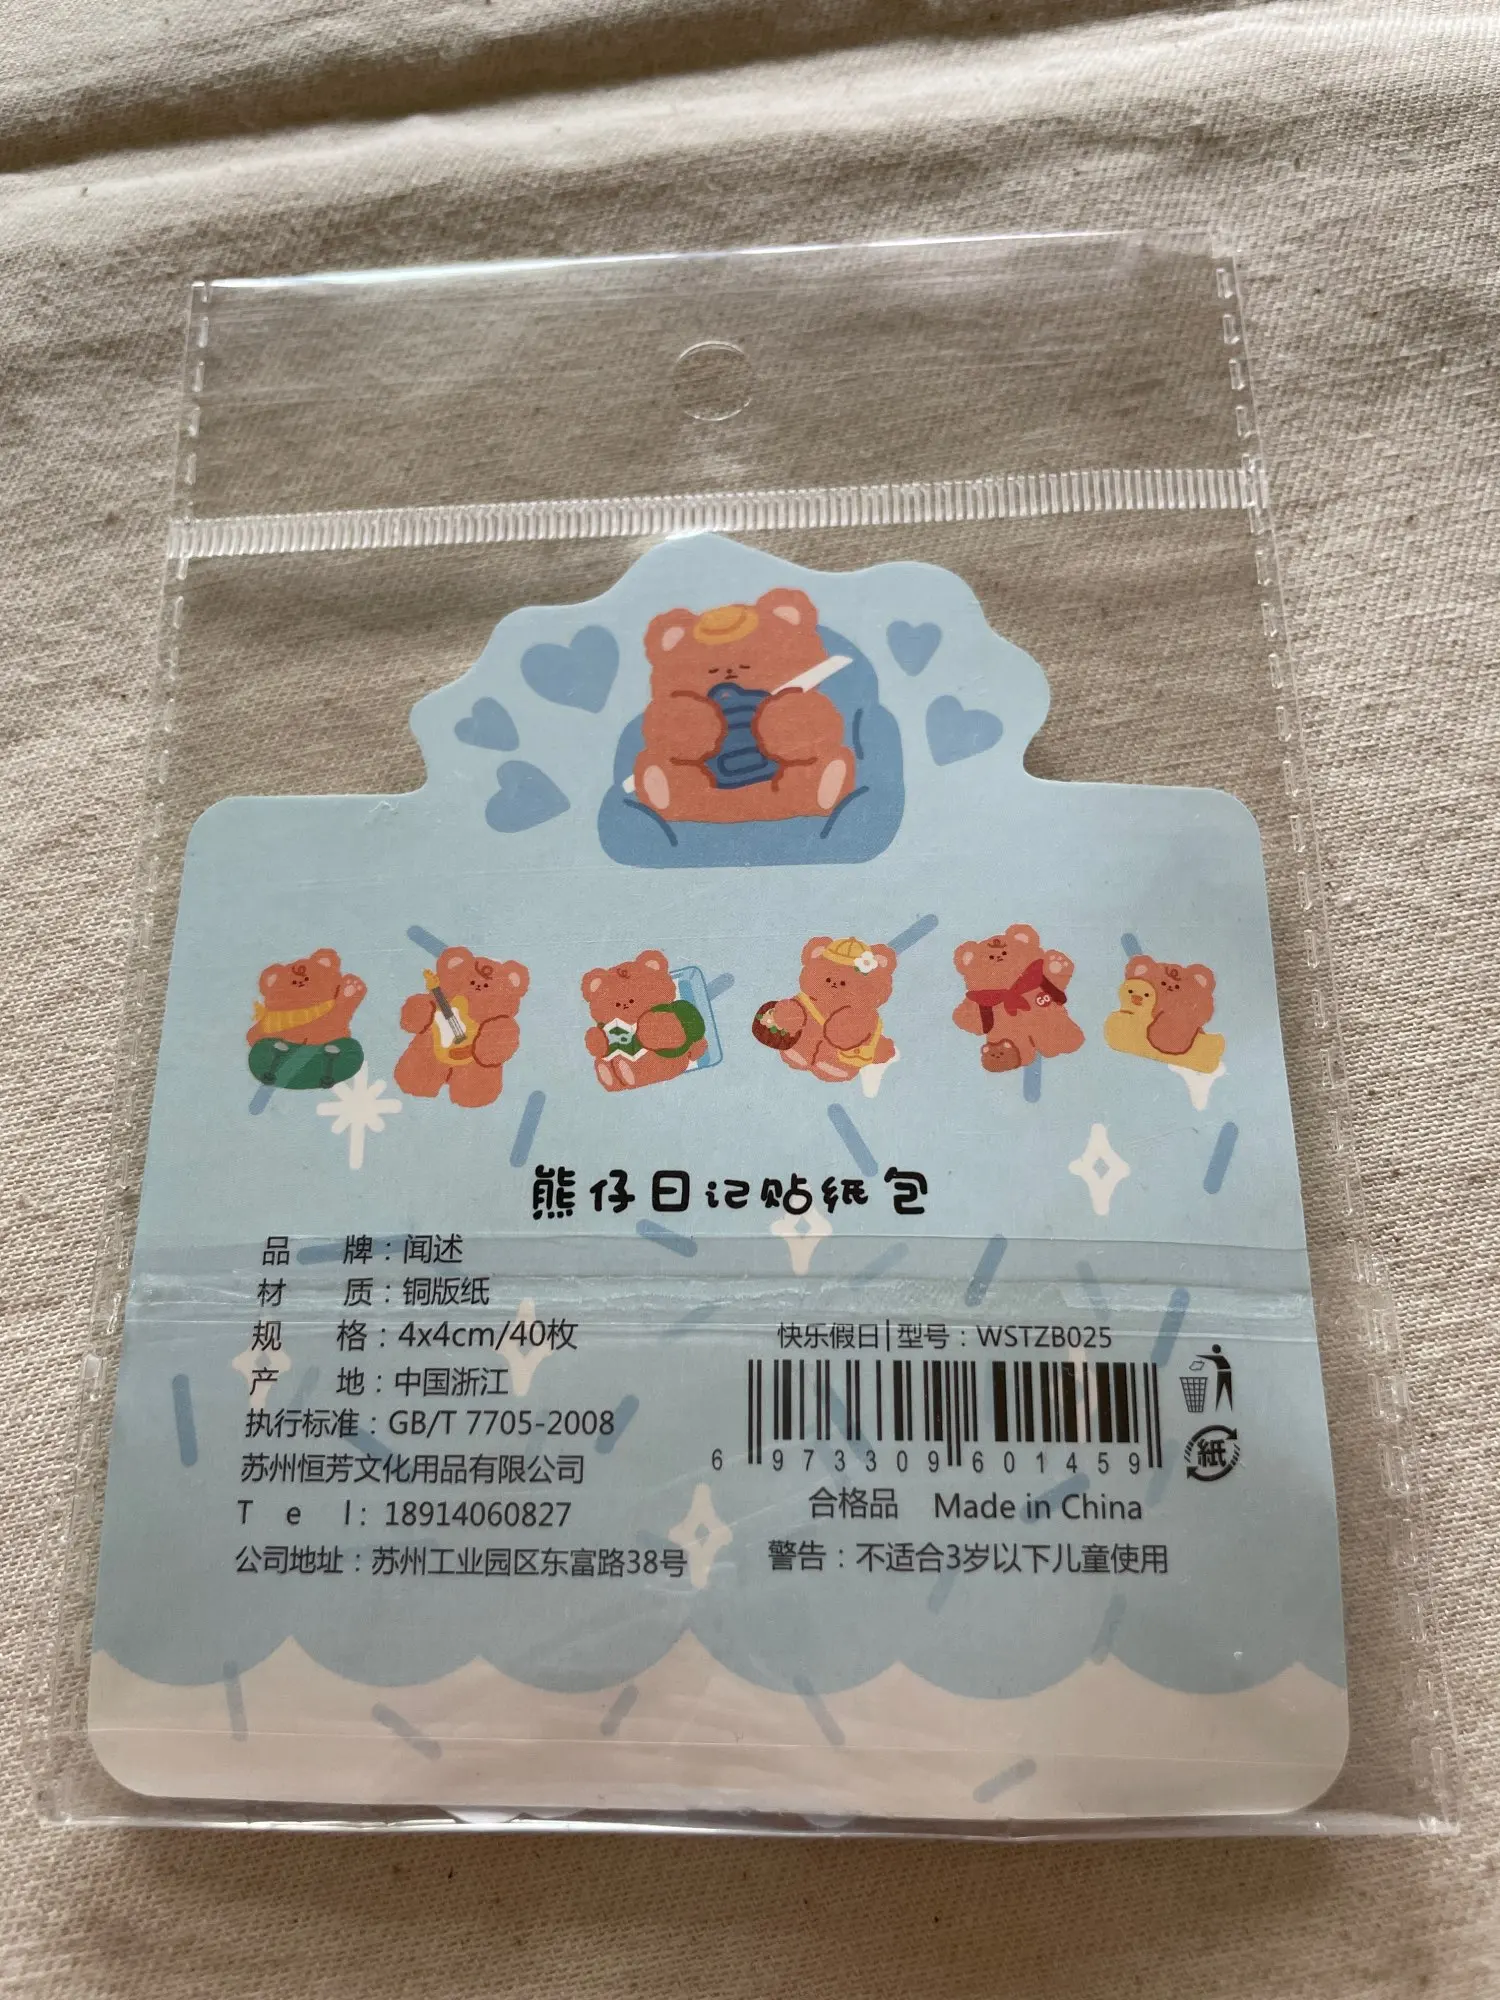 熊仔日记贴纸包
品 牌：闻述
材 质：铜版纸
规 格：4x4cm/40枚
产 地：中国浙江
执行标准：GB/T 7705-2008
苏州恒芳文化用品有限公司
Tel: 18914060827
公司地址：苏州工业园区东富路38号
快乐假日|型号：WSTZB025
6 973309 601459
紙
合格品 Made in China
警告：不适合3岁以下儿童使用
GO